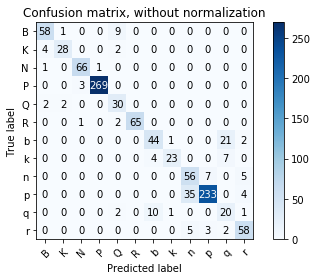 Confusion matrix, without normalization
B 58 1 0 0 9 0 0 0 0 0 0 0
K 4 28 0 0 2 0 0 0 0 0 0 0
N 1 0 66 1 0 0 0 0 0 0 0 0
P 0 0 3 269 0 0 0 0 0 0 0 0
Q 2 2 0 0 30 0 0 0 0 0 0 0
R 0 0 1 0 2 65 0 0 0 0 0 0
b 0 0 0 0 0 0 44 1 0 0 21 2
k 0 0 0 0 0 0 4 23 0 0 7 0
n 0 0 0 0 0 0 0 0 56 7 0 5
p 0 0 0 0 0 0 0 0 35 233 0 4
q 0 0 0 0 2 0 10 1 0 0 20 1
r 0 0 0 0 0 0 0 0 5 3 2 58
B K N P Q R b k n p q r
True label
Predicted label
250
200
150
100
50
0